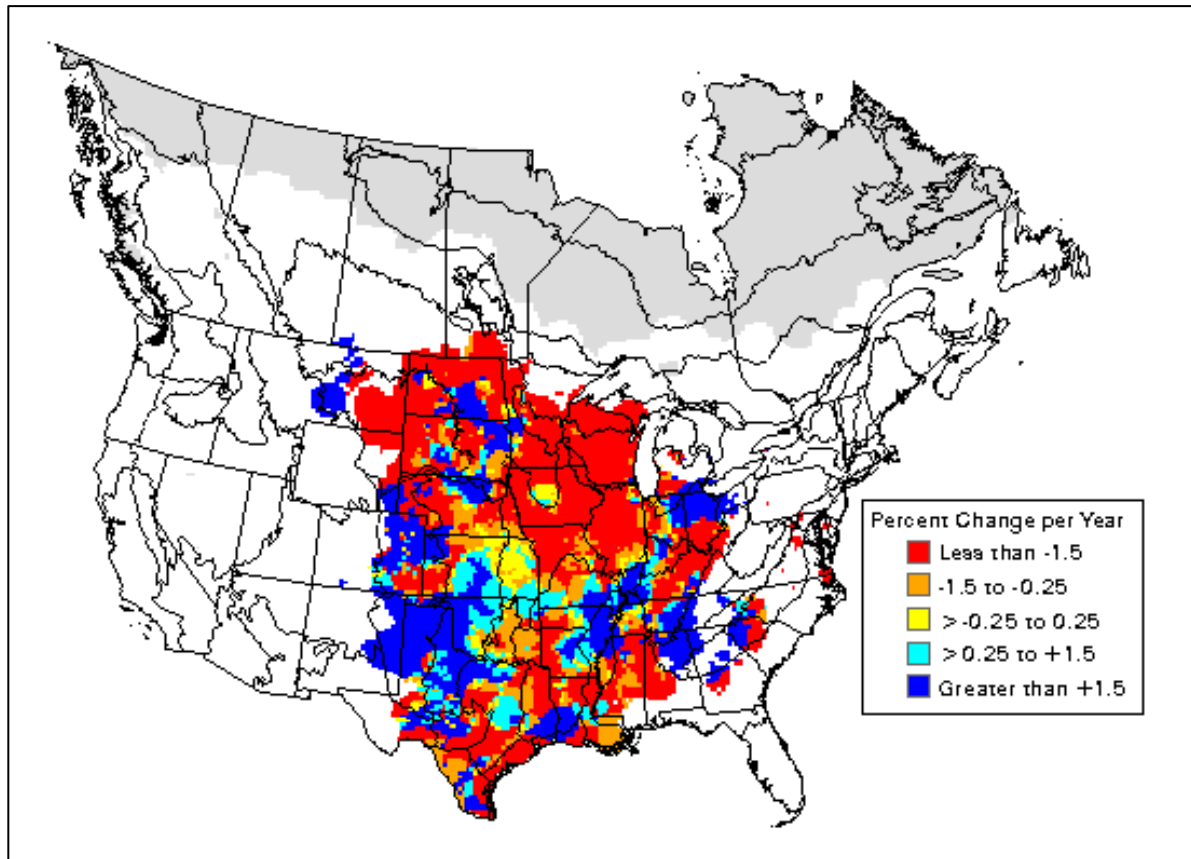 Percent Change per Year
Less than -1.5
-1.5 to -0.25
> -0.25 to 0.25
> 0.25 to +1.5
Greater than +1.5